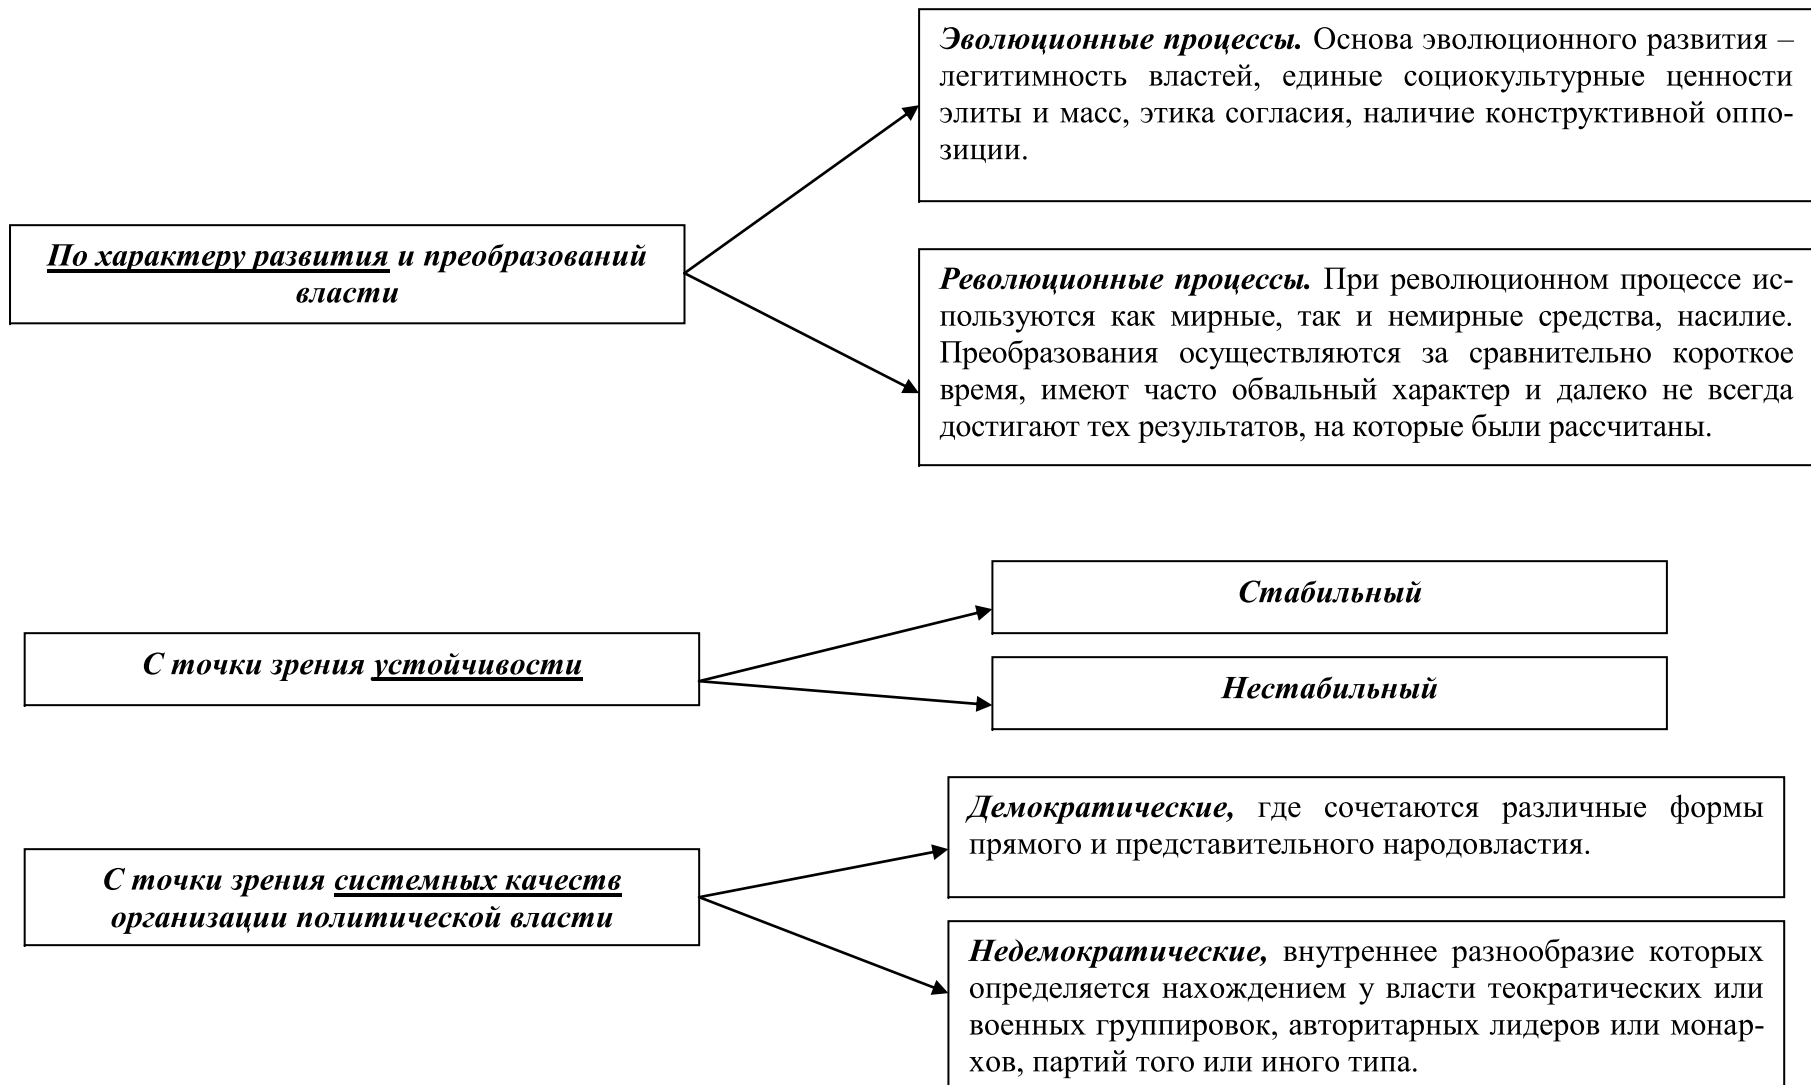 Эволюционные процессы. Основа эволюционного развития –
легитимность властей, единые социокультурные ценности
элиты и масс, этика согласия, наличие конструктивной оппо-
зиции.
По характеру развития и преобразований
власти
Революционные процессы. При революционном процессе ис-
пользуются как мирные, так и немирные средства, насилие.
Преобразования осуществляются за сравнительно короткое
время, имеют часто обвальный характер и далеко не всегда
достигают тех результатов, на которые были рассчитаны.
Стабильный
С точки зрения устойчивости
Нестабильный
Демократические, где сочетаются различные формы
прямого и представительного народовластия.
С точки зрения системных качеств
организации политической власти
Недемократические, внутреннее разнообразие которых
определяется нахождением у власти теократических или
военных группировок, авторитарных лидеров или монар-
хов, партий того или иного типа.